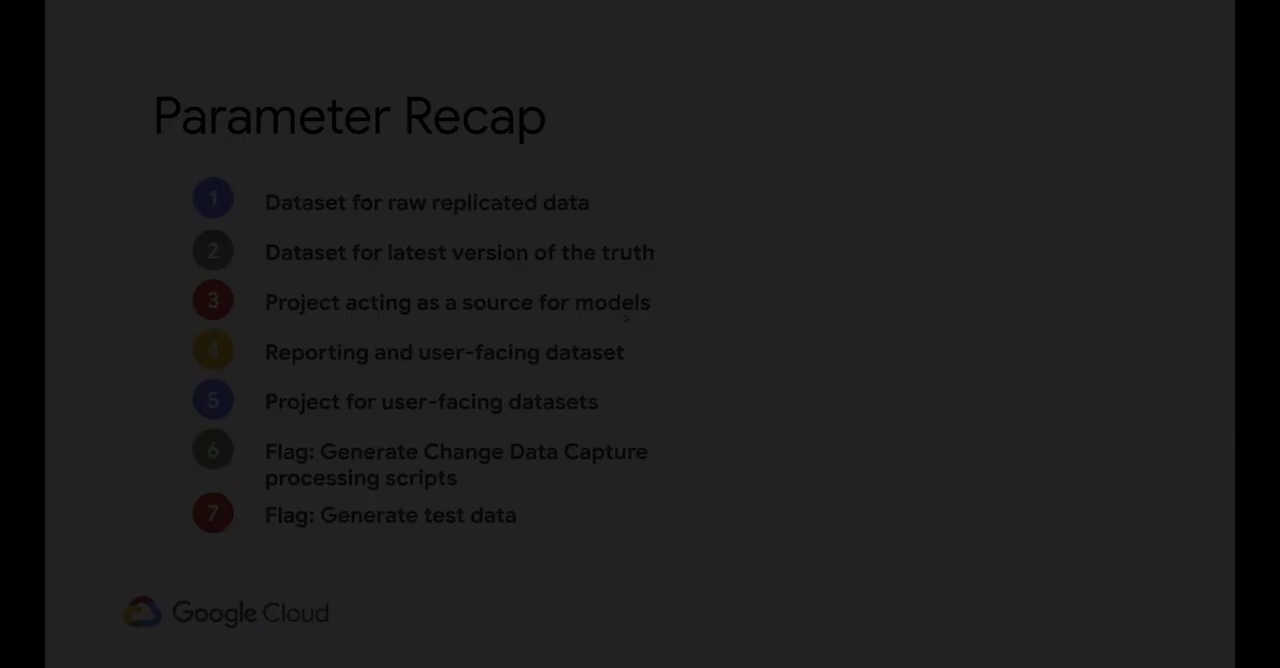 Parameter Recap
1 Dataset for raw replicated data
2 Dataset for latest version of the truth
3 Project acting as a source for models
4 Reporting and user-facing dataset
5 Project for user-facing datasets
6 Flag: Generate Change Data Capture
processing scripts
7 Flag: Generate test data
Google Cloud